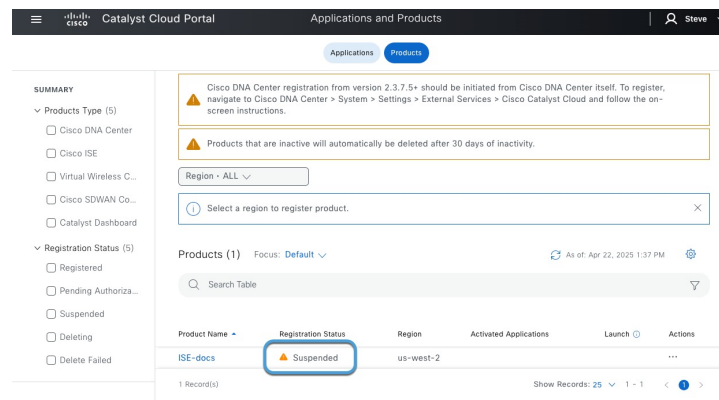 CISCO Catalyst Cloud Portal Applications and Products Steve
Applications Products
SUMMARY
Products Type (5)
Cisco DNA Center
Cisco ISE
Virtual Wireless C...
Cisco SDWAN Co...
Catalyst Dashboard
Registration Status (5)
Registered
Pending Authoriza...
Suspended
Deleting
Delete Failed
Cisco DNA Center registration from version 2.3.7.5+ should be initiated from Cisco DNA Center itself. To register,
navigate to Cisco DNA Center > System > Settings > External Services > Cisco Catalyst Cloud and follow the on-
screen instructions.
Products that are inactive will automatically be deleted after 30 days of inactivity.
Region • ALL
Select a region to register product.
Products (1) Focus: Default As of: Apr 22, 2025 1:37 PM
Search Table
Product Name Registration Status Region Activated Applications Launch Actions
ISE-docs Suspended us-west-2 ...
1 Record(s) Show Records: 25 1 - 1 < 1 >